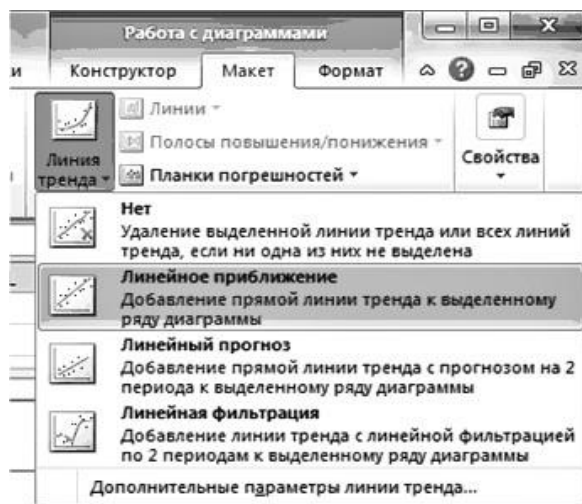 Работа с диаграммами
и Конструктор Макет Формат
Линии
Полосы повышения/понижения
Линия тренда
Планки погрешностей
Свойства
Нет
Удаление выделенной линии тренда или всех линий
тренда, если ни одна из них не выделена
Линейное приближение
Добавление прямой линии тренда к выделенному
ряду диаграммы
Линейный прогноз
Добавление прямой линии тренда с прогнозом на 2
периода к выделенному ряду диаграммы
Линейная фильтрация
Добавление линии тренда с линейной фильтрацией
по 2 периодам к выделенному ряду диаграммы
Дополнительные параметры линии тренда...